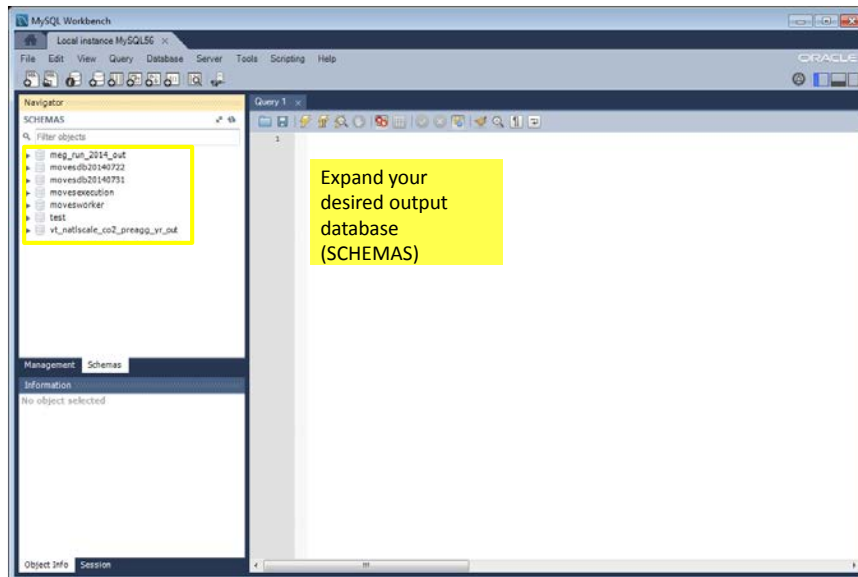 MySQL Workbench
Local instance MySQL56 ×
File Edit View Query Database Server Tools Scripting Help
ORACLE
Navigator
Query 1 ×
SCHEMAS
Filter objects
1
meg_run_2014_out
movesdb20140722
movesdb20140731
movesexecution
movesworker
test
vt_natlscale_co2_preagg_yr_out
Expand your
desired output
database
(SCHEMAS)
Management Schemas
Information
No object selected
Object Info Session